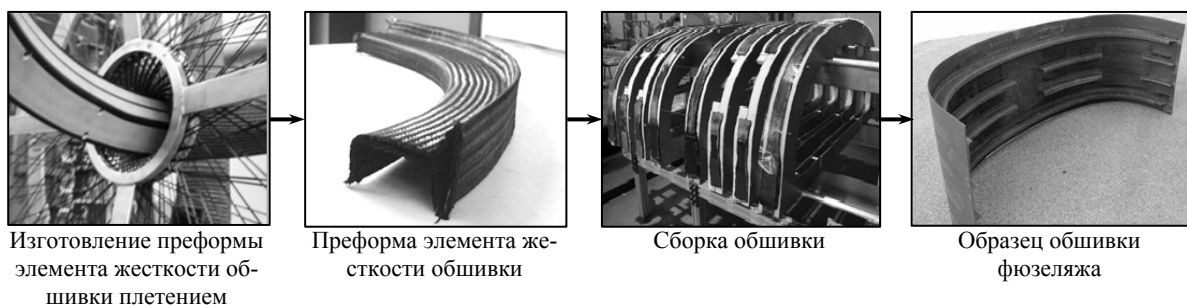 Изготовление преформы
элемента жесткости об-
шивки плетением
Преформа элемента же-
сткости обшивки
Сборка обшивки
Образец обшивки
фюзеляжа